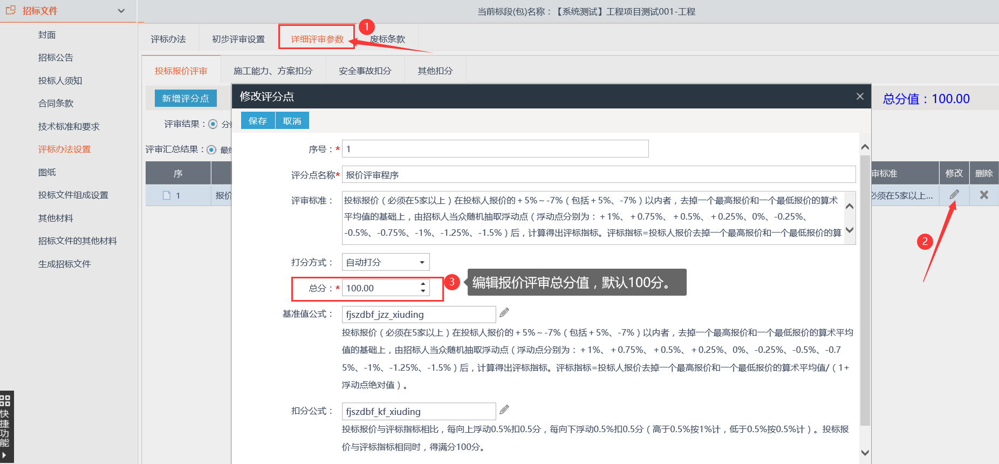 招标文件
当前标段(包)名称：【系统测试】工程项目测试001-工程
封面
招标公告
投标人须知
合同条款
技术标准和要求
评标办法设置
图纸
投标文件组成设置
其他材料
招标文件的其他材料
生成招标文件
快捷功能
评标办法
初步评审设置
详细评审参数
1
废标条款
投标报价评审
施工能力、方案扣分
安全事故扣分
其他扣分
新增评分点
总分值：100.00
评审结果：
分
评审汇总结果：
最
序
审标准
修改
删除
1
报价
必须在5家以上...
2
修改评分点
保存
取消
序号：*
1
评分点名称*
报价评审程序
评审标准：
投标报价（必须在5家以上）在投标人报价的＋5%～-7%（包括＋5%、-7%）以内者，去掉一个最高报价和一个最低报价的算术
平均值的基础上，由招标人当众随机抽取浮动点（浮动点分别为：＋1%、＋0.75%、＋0.5%、＋0.25%、0%、-0.25%、
-0.5%、-0.75%、-1%、-1.25%、-1.5%）后，计算得出评标指标。评标指标=投标人报价去掉一个最高报价和一个最低报价的算
打分方式：
自动打分
总分：*
100.00
3
编辑报价评审总分值，默认100分。
基准值公式：
fjszdbf_jzz_xiuding
投标报价（必须在5家以上）在投标人报价的＋5%～-7%（包括＋5%、-7%）以内者，去掉一个最高报价和一个最低报价的算术平均
值的基础上，由招标人当众随机抽取浮动点（浮动点分别为：＋1%、＋0.75%、＋0.5%、＋0.25%、0%、-0.25%、-0.5%、-0.7
5%、-1%、-1.25%、-1.5%）后，计算得出评标指标。评标指标=投标人报价去掉一个最高报价和一个最低报价的算术平均值/（1+
浮动点绝对值）。
扣分公式：
fjszdbf_kf_xiuding
投标报价与评标指标相比，每向上浮动0.5%扣0.5分，每向下浮动0.5%扣0.5分（高于0.5%按1%计，低于0.5%按0.5%计）。投标报
价与评标指标相同时，得满分100分。